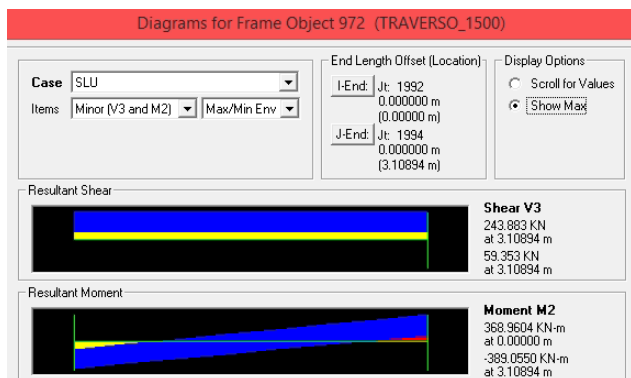 Diagrams for Frame Object 972 (TRAVERSO_1500)
Case SLU
Items Minor (V3 and M2) Max/Min Env
End Length Offset (Location)
I-End: Jt: 1992
0.000000 m
(0.00000 m)
J-End: Jt: 1994
0.000000 m
(3.10894 m)
Display Options
Scroll for Values
Show Max
Resultant Shear
Shear V3
243.883 KN
at 3.10894 m
59.353 KN
at 3.10894 m
Resultant Moment
Moment M2
368.9604 KN-m
at 0.00000 m
-389.0550 KN-m
at 3.10894 m